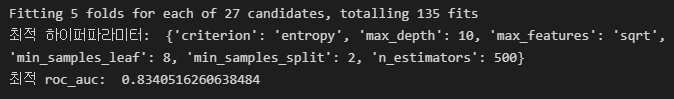 Fitting 5 folds for each of 27 candidates, totalling 135 fits
최적 하이퍼파라미터:  {'criterion': 'entropy', 'max_depth': 10, 'max_features': 'sqrt',
'min_samples_leaf': 8, 'min_samples_split': 2, 'n_estimators': 500}
최적 roc_auc:  0.8340516260638484